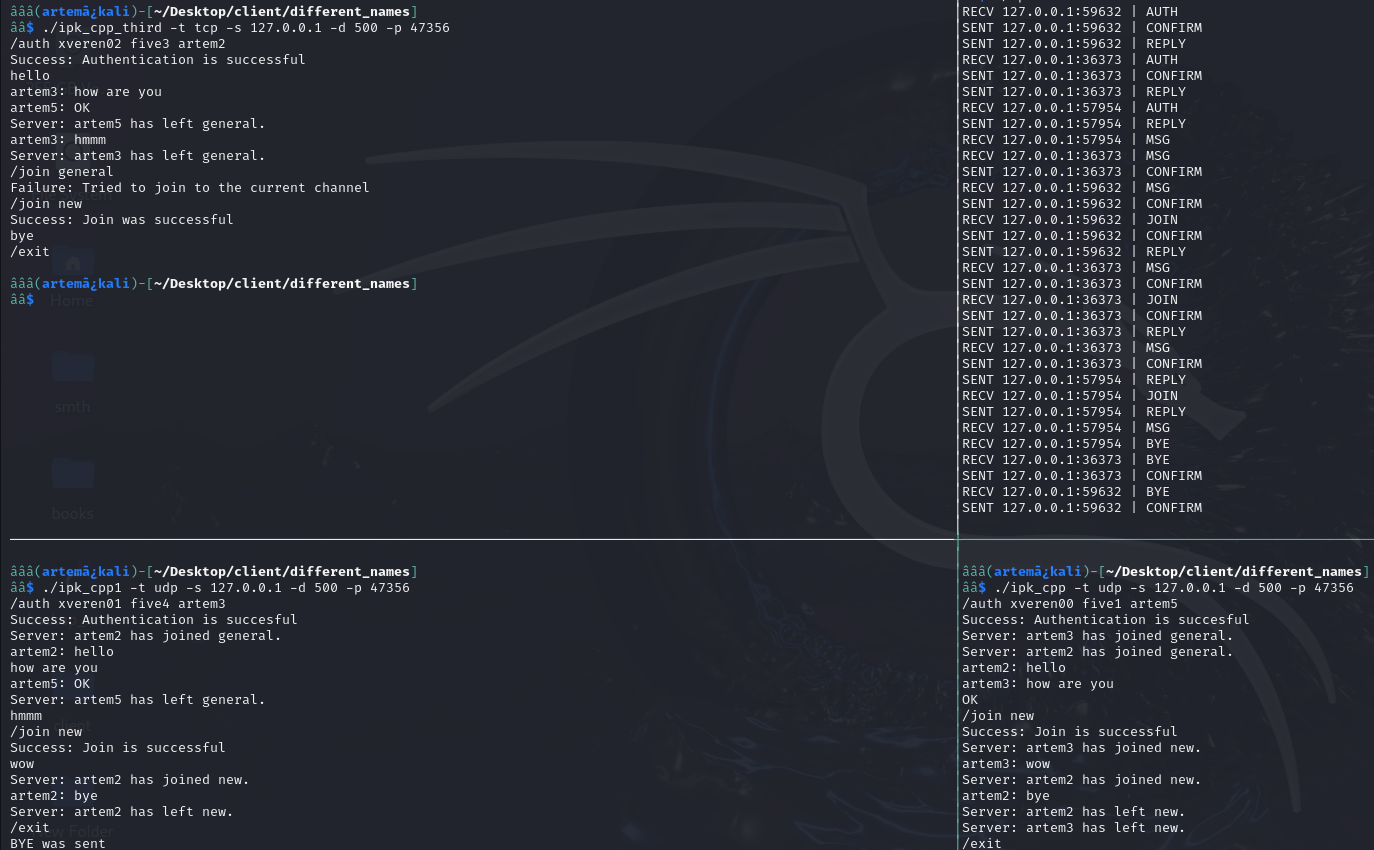 âââ(artemã¿kali)-[~/Desktop/client/different_names]
ââ$ ./ipk_cpp_third -t tcp -s 127.0.0.1 -d 500 -p 47356
/auth xveren02 five3 artem2
Success: Authentication is successful
hello
artem3: how are you
artem5: OK
Server: artem5 has left general.
artem3: hmmm
Server: artem3 has left general.
/join general
Failure: Tried to join to the current channel
/join new
Success: Join was successful
bye
/exit
âââ(artemã¿kali)-[~/Desktop/client/different_names]
ââ$
Home
smth
books
RECV 127.0.0.1:59632 | AUTH
SENT 127.0.0.1:59632 | CONFIRM
SENT 127.0.0.1:59632 | REPLY
RECV 127.0.0.1:36373 | AUTH
SENT 127.0.0.1:36373 | CONFIRM
SENT 127.0.0.1:36373 | REPLY
RECV 127.0.0.1:57954 | AUTH
SENT 127.0.0.1:57954 | REPLY
RECV 127.0.0.1:57954 | MSG
RECV 127.0.0.1:36373 | MSG
SENT 127.0.0.1:36373 | CONFIRM
RECV 127.0.0.1:59632 | MSG
SENT 127.0.0.1:59632 | CONFIRM
RECV 127.0.0.1:59632 | JOIN
SENT 127.0.0.1:59632 | CONFIRM
SENT 127.0.0.1:59632 | REPLY
RECV 127.0.0.1:36373 | MSG
SENT 127.0.0.1:36373 | CONFIRM
RECV 127.0.0.1:36373 | JOIN
SENT 127.0.0.1:36373 | CONFIRM
SENT 127.0.0.1:36373 | REPLY
RECV 127.0.0.1:36373 | MSG
SENT 127.0.0.1:36373 | CONFIRM
SENT 127.0.0.1:57954 | REPLY
RECV 127.0.0.1:57954 | JOIN
SENT 127.0.0.1:57954 | REPLY
RECV 127.0.0.1:57954 | MSG
RECV 127.0.0.1:57954 | BYE
RECV 127.0.0.1:36373 | BYE
SENT 127.0.0.1:36373 | CONFIRM
RECV 127.0.0.1:59632 | BYE
SENT 127.0.0.1:59632 | CONFIRM
âââ(artemã¿kali)-[~/Desktop/client/different_names]
ââ$ ./ipk_cpp1 -t udp -s 127.0.0.1 -d 500 -p 47356
/auth xveren01 five4 artem3
Success: Authentication is succesful
Server: artem2 has joined general.
artem2: hello
how are you
artem5: OK
Server: artem5 has left general.
hmmm
client
/join new
Success: Join is successful
wow
Server: artem2 has joined new.
artem2: bye
Server: artem2 has left new.
/exit
New Folder
BYE was sent
âââ(artemã¿kali)-[~/Desktop/client/different_names]
ââ$ ./ipk_cpp -t udp -s 127.0.0.1 -d 500 -p 47356
/auth xveren00 five1 artem5
Success: Authentication is succesful
Server: artem3 has joined general.
Server: artem2 has joined general.
artem2: hello
artem3: how are you
OK
/join new
Success: Join is successful
Server: artem3 has joined new.
artem3: wow
Server: artem2 has joined new.
artem2: bye
Server: artem2 has left new.
Server: artem3 has left new.
/exit